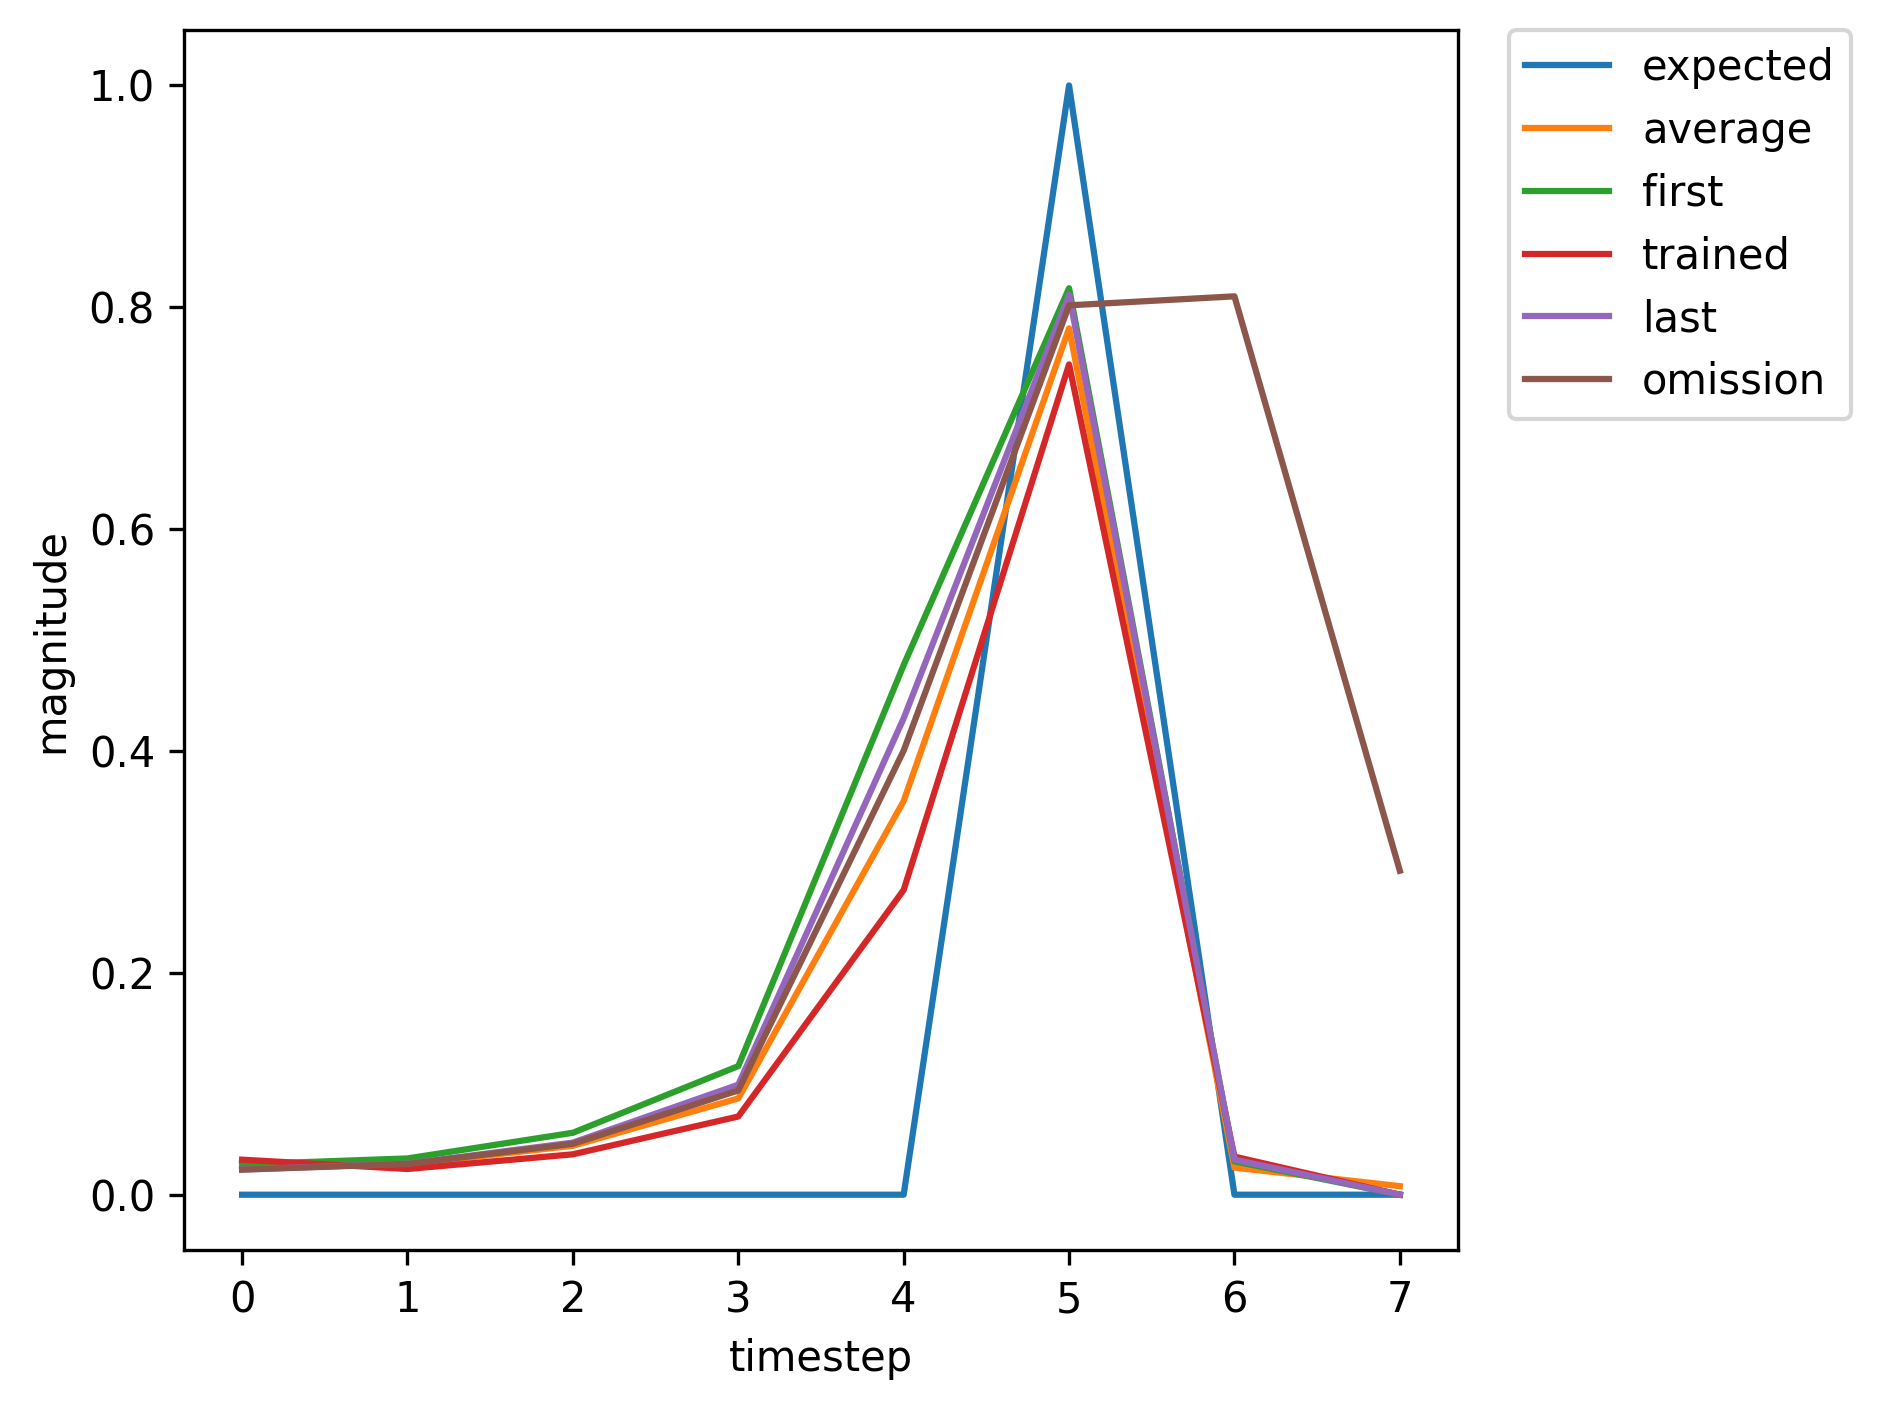 1.0
0.8
0.6
0.4
0.2
0.0
magnitude
0 1 2 3 4 5 6 7
timestep
expected
average
first
trained
last
omission